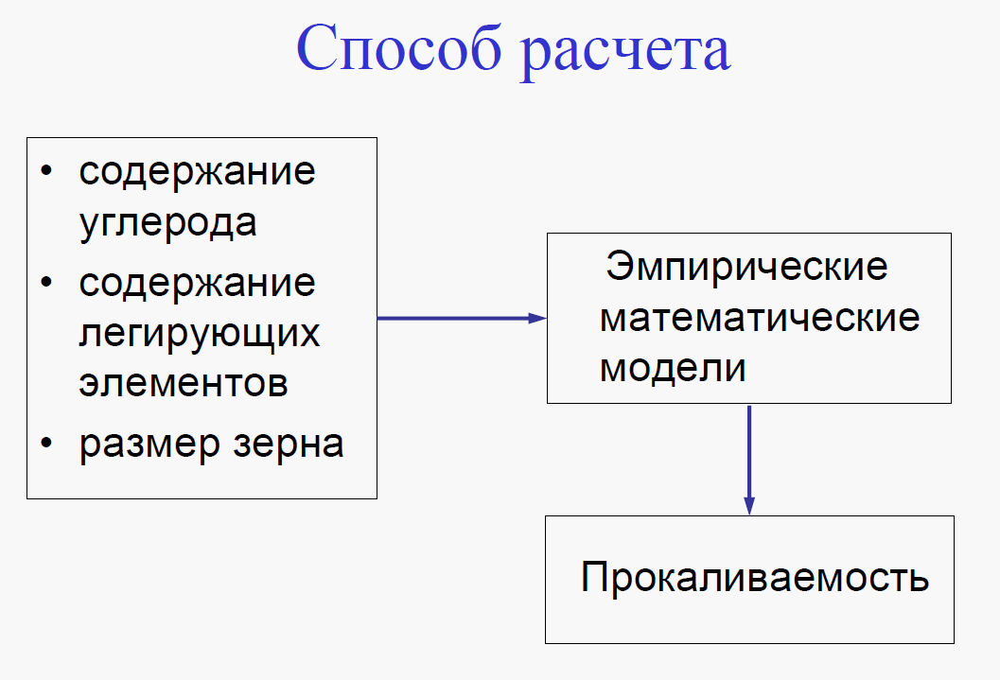 Способ расчета
• содержание
углерода
• содержание
легирующих
элементов
• размер зерна
Эмпирические
математические
модели
Прокаливаемость